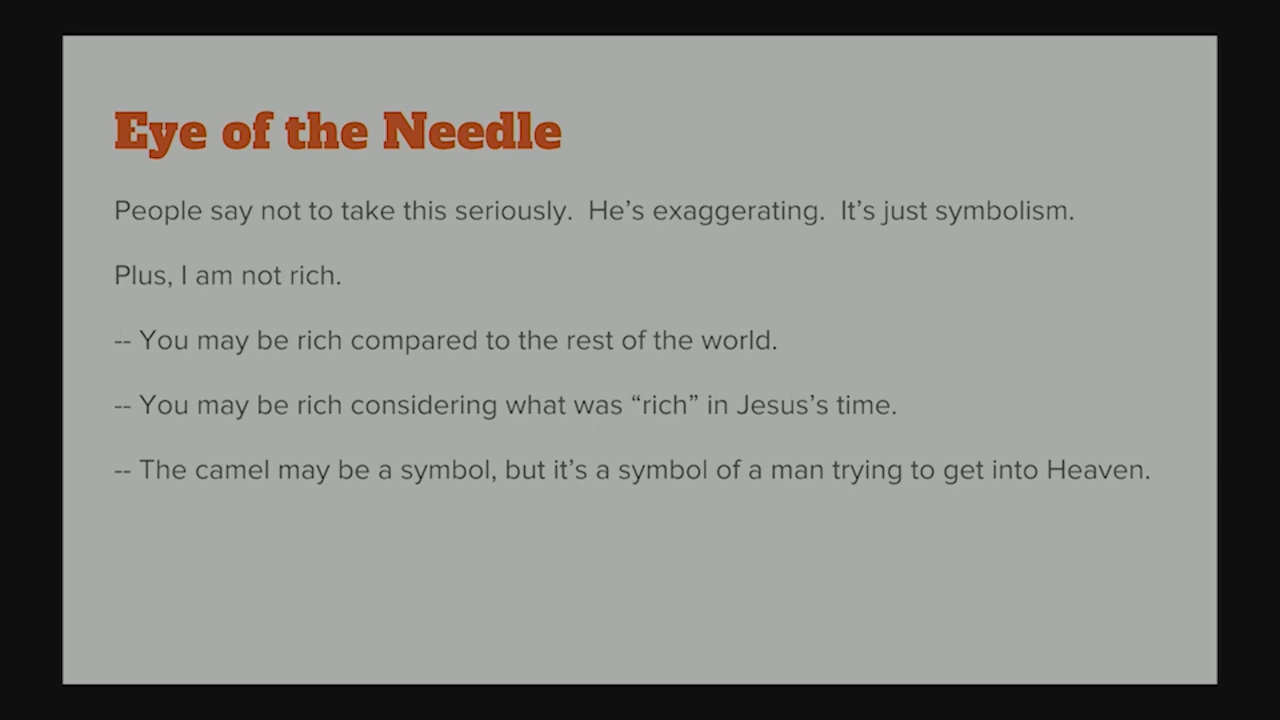 Eye of the Needle
People say not to take this seriously.  He’s exaggerating.  It’s just symbolism.
Plus, I am not rich.
-- You may be rich compared to the rest of the world.
-- You may be rich considering what was “rich” in Jesus’s time.
-- The camel may be a symbol, but it’s a symbol of a man trying to get into Heaven.